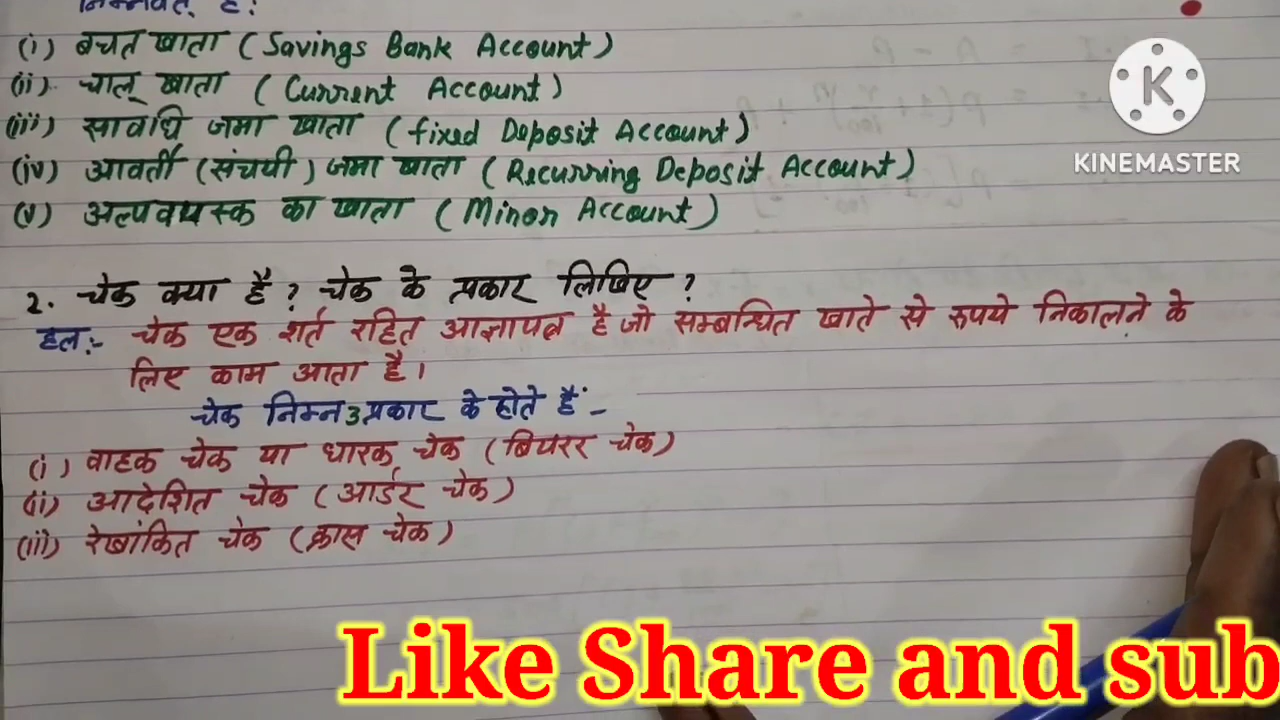 निम्नवत् है:
(i) बचत खाता (Savings Bank Account)
(ii) चालू खाता (Current Account)
(iii) सावधि जमा खाता (fixed Deposit Account)
(iv) आवर्ती (संचयी) जमा खाता (Recurring Deposit Account)
(v) अल्पवयस्क का खाता (Minor Account)
2. चेक क्या है? चेक के प्रकार लिखिए?
हल:- चेक एक शर्त रहित आज्ञापत्र है जो सम्बन्धित खाते से रूपये निकालने के
लिए काम आता है।
चेक निम्न 3 प्रकार के होते हैं-
(i) वाहक चेक या धारक चेक (बियरर चेक)
(ii) आदेशित चेक (आर्डर चेक)
(iii) रेखांकित चेक (क्रास चेक)
K
KINEMASTER
Like Share and sub